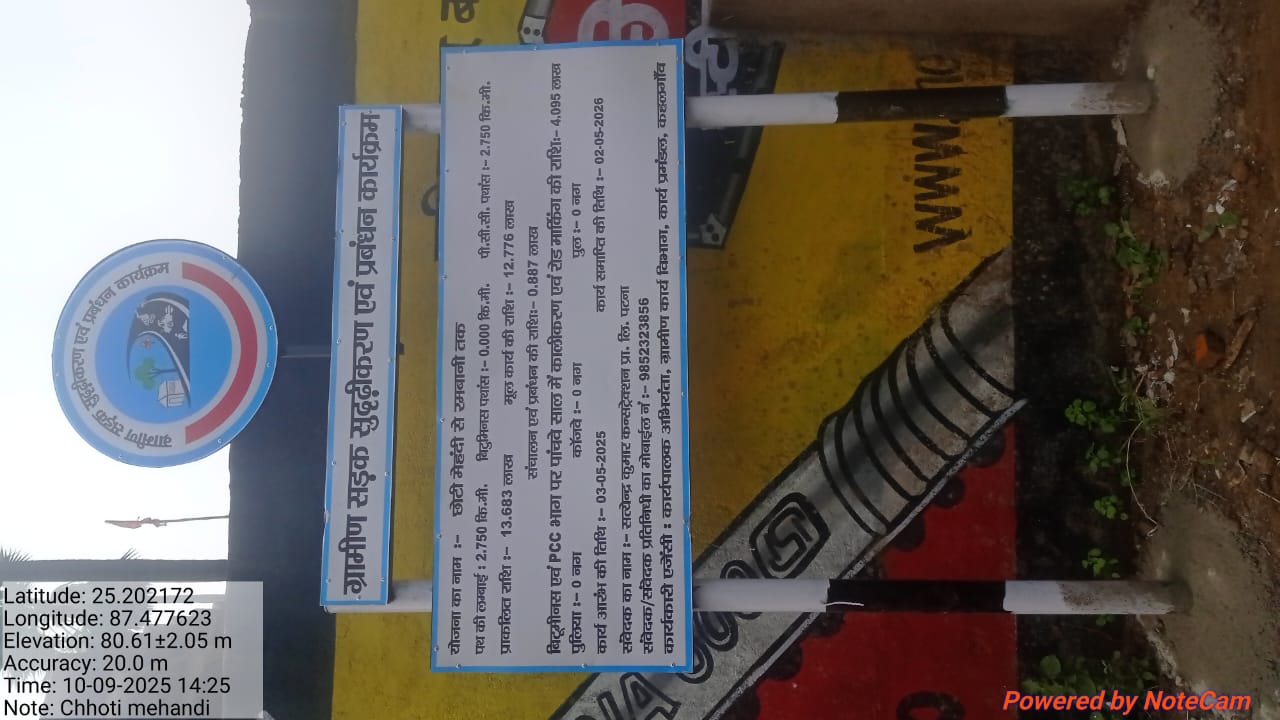 ग्रामीण सड़क सुदृढ़ीकरण एवं प्रबंधन कार्यक्रम
ग्रामीण सड़क सुदृढ़ीकरण एवं प्रबंधन कार्यक्रम
योजना का नाम :- छोटी मेहंदी से रमबानी तक
पथ की लम्बाई : 2.750 कि.मी. बिटुमिनस पथांस :- 0.000 कि.मी. पी.सी.सी. पथांस :- 2.750 कि.मी.
प्राकलित राशि :- 13.683 लाख मूल कार्य की राशि :- 12.776 लाख
संचालन एवं प्रबंधन की राशि:- 0.887 लाख
बिटूमीनस एवं PCC भाग पर पांचवे साल में कालीकरण एवं रोड मार्किंग की राशि:- 4.095 लाख
पुलिया :- 0 नग कॉजवे :- 0 नग पुल :- 0 नग
कार्य आरंभ की तिथि :- 03-05-2025 कार्य समाप्ति की तिथि :- 02-05-2026
संवेदक का नाम :- सत्येन्द्र कुमार कन्स्ट्रक्शन प्रा. लि. पटना
संवेदक/संवेदक प्रतिनिधी का मोबाईल नं :- 9852323856
कार्यकारी एजेंसी : कार्यपालक अभियंता, ग्रामीण कार्य विभाग, कार्य प्रमंडल, कहलगाँव
WWW
000
Latitude: 25.202172
Longitude: 87.477623
Elevation: 80.61±2.05 m
Accuracy: 20.0 m
Time: 10-09-2025 14:25
Note: Chhoti mehandi
Powered by NoteCam